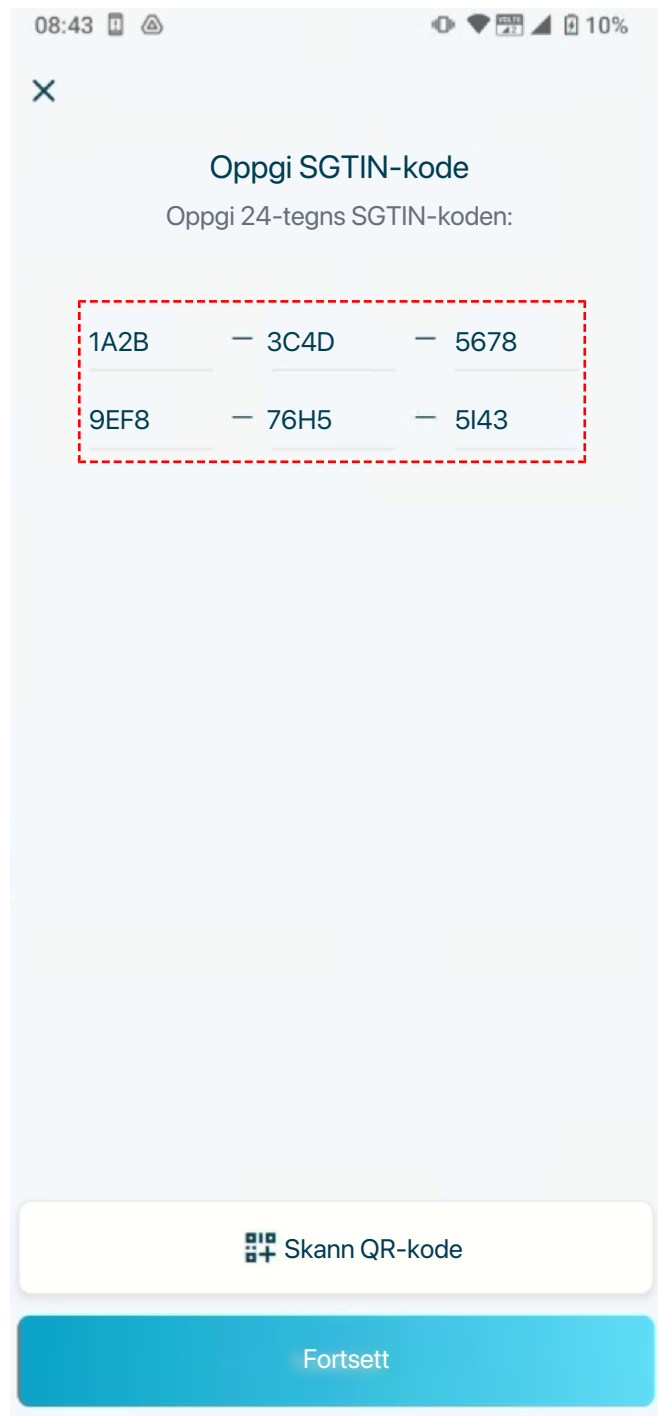 08:43 10%
Oppgi SGTIN-kode
Oppgi 24-tegns SGTIN-koden:
1A2B — 3C4D — 5678
9EF8 — 76H5 — 5I43
Skann QR-kode
Fortsett